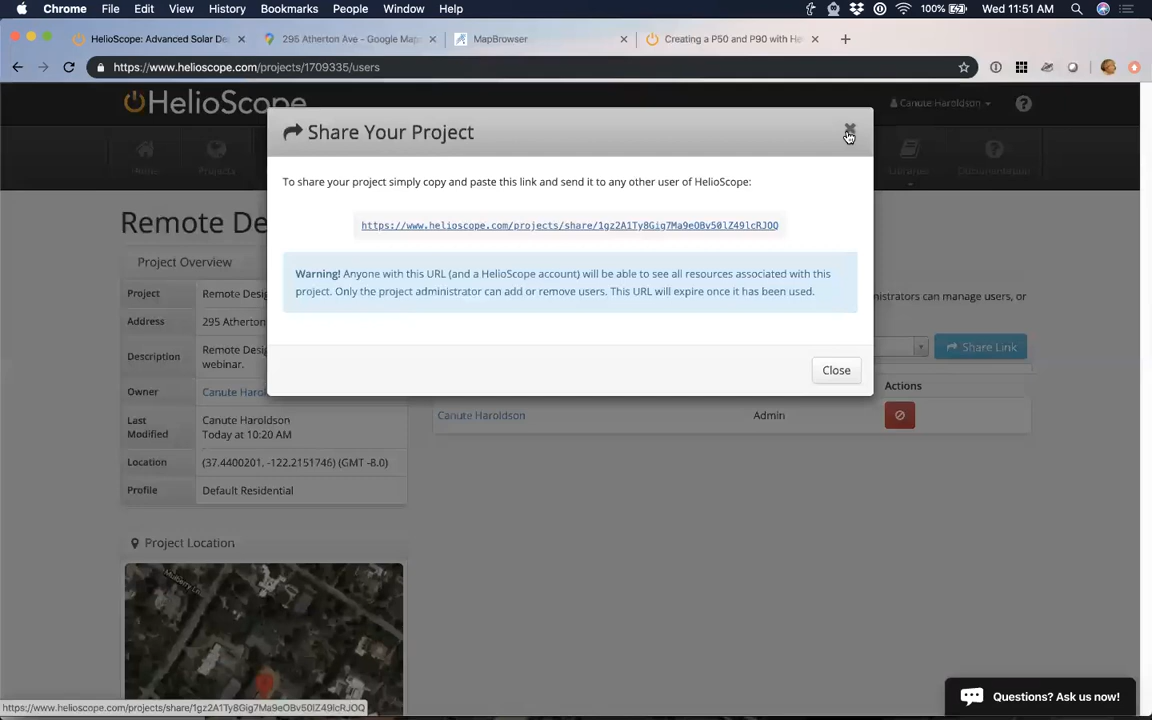 Chrome File Edit View History Bookmarks People Window Help 100% Wed 11:51 AM
HelioScope: Advanced Solar De 295 Atherton Ave - Google Maps MapBrowser Creating a P50 and P90 with He
https://www.helioscope.com/projects/1709335/users
HelioScope Canute Haroldson
Share Your Project
Home Projects Libraries Documentation
To share your project simply copy and paste this link and send it to any other user of HelioScope:
Remote De
https://www.helioscope.com/projects/share/1gz2A1Ty8Gig7Ma9eOBv50lZ49lcRJOQ
Project Overview
Warning! Anyone with this URL (and a HelioScope account) will be able to see all resources associated with this
project. Only the project administrator can add or remove users. This URL will expire once it has been used.
Project Remote Desig
istrators can manage users, or
Address 295 Atherton
Description Remote Desig
webinar.
Share Link
Close
Owner Canute Harol
Actions
Last
Modified
Canute Haroldson
Today at 10:20 AM
Canute Haroldson Admin
Location (37.4400201, -122.2151746) (GMT -8.0)
Profile Default Residential
Project Location
Questions? Ask us now!
https://www.helioscope.com/projects/share/1gz2A1Ty8Gig7Ma9eOBv50lZ49lcRJOQ